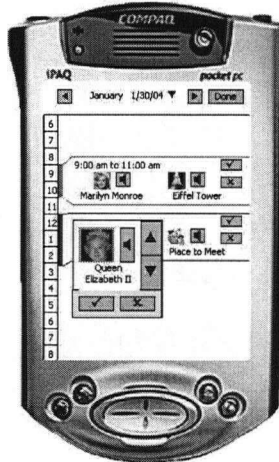 COMPAQ
iPAQ pocket pc
January 1/30/04 Done
6
7
8
9:00 am to 11:00 am
9
10
Marilyn Monroe Eiffel Tower
11
12
1
2
Queen
Elizabeth II
Place to Meet
3
4
5
6
7
8